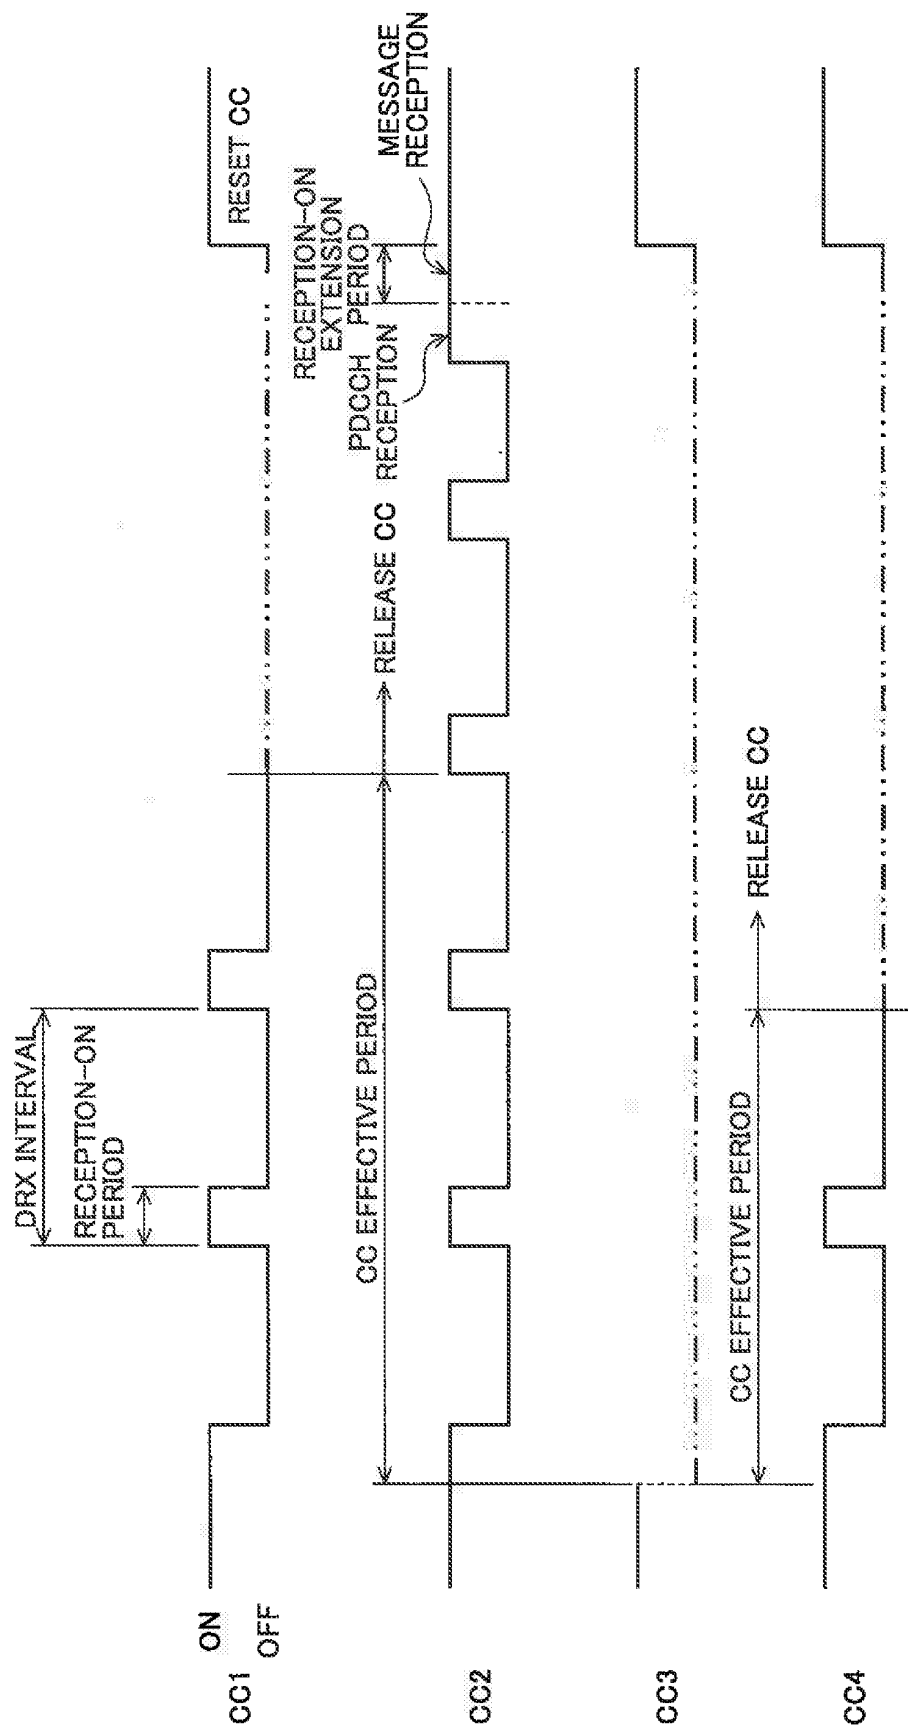 DRX INTERVAL
RECEPTION-ON
PERIOD
ON
OFF
CC1
RESET CC
RECEPTION-ON
EXTENSION
PERIOD
PDCCH
RECEPTION
MESSAGE
RECEPTION
CC EFFECTIVE PERIOD
RELEASE CC
CC2
CC3
CC EFFECTIVE PERIOD
RELEASE CC
CC4